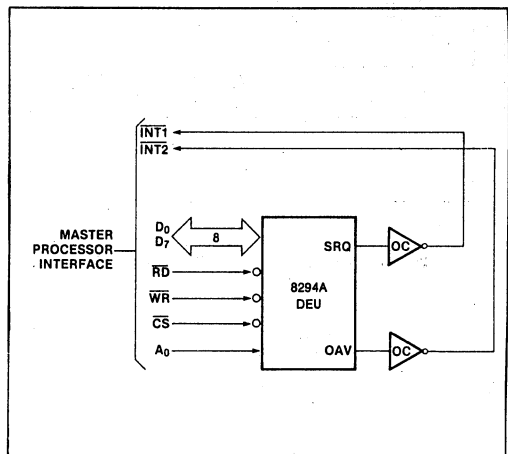 INT1
INT2
MASTER
PROCESSOR
INTERFACE
D0
D7
8
RD
WR
CS
A0
8294A
DEU
SRQ
OAV
OC
OC